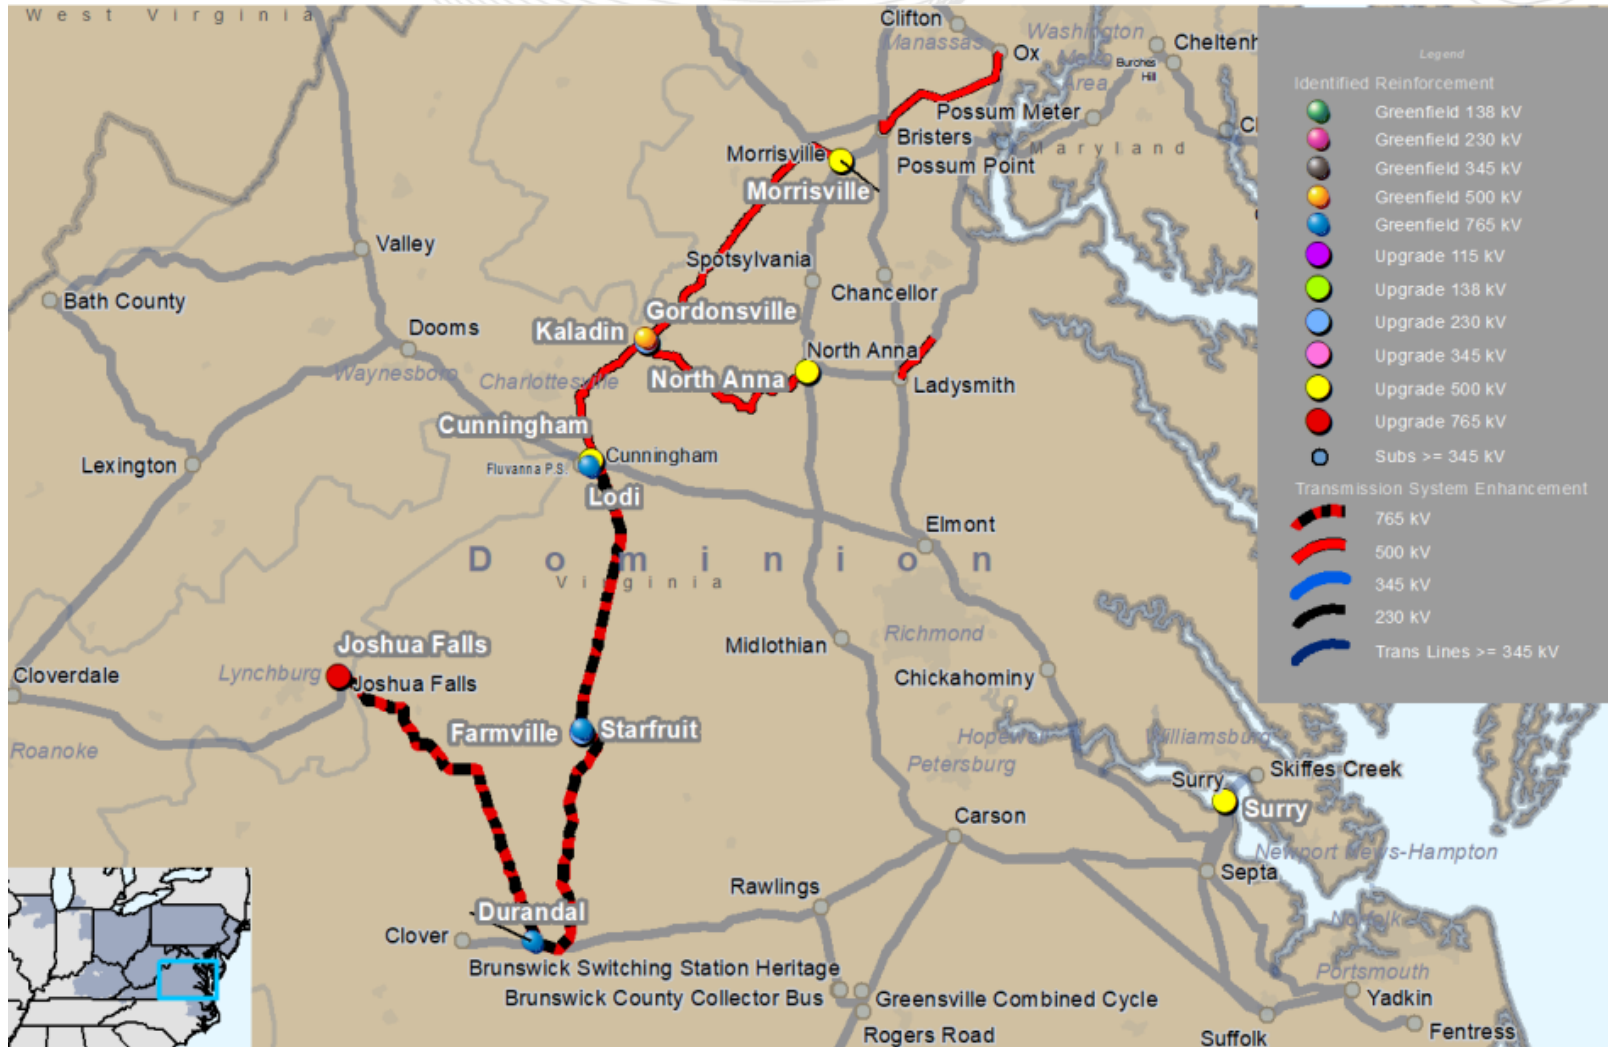 West Virginia
Clifton
Manassas
Ox
Washington
Metro
Area
Burches
Hill
Chelten
Possum Meter
Bristers
Possum Point
Maryland
Morrisville
Morrisville
Valley
Spotsylvania
Bath County
Chancellor
Gordonsville
Kaladin
Dooms
North Anna
Waynesboro
Charlottesville
North Anna
Ladysmith
Cunningham
Cunningham
Lexington
Fluvanna P.S.
Lodi
Elmont
Dominion
Virginia
Richmond
Joshua Falls
Midlothian
Cloverdale
Lynchburg
Joshua Falls
Chickahominy
Farmville
Starfruit
Roanoke
Hopewell
Williamsburg
Petersburg
Surry
Skiffes Creek
Surry
Carson
Newport News-Hampton
Septa
Rawlings
Durandal
Norfolk
Clover
Brunswick Switching Station Heritage
Portsmouth
Brunswick County Collector Bus
Greensville Combined Cycle
Yadkin
Rogers Road
Suffolk
Fentress
Legend
Identified Reinforcement
Greenfield 138 kV
Greenfield 230 kV
Greenfield 345 kV
Greenfield 500 kV
Greenfield 765 kV
Upgrade 115 kV
Upgrade 138 kV
Upgrade 230 kV
Upgrade 345 kV
Upgrade 500 kV
Upgrade 765 kV
Subs >= 345 kV
Transmission System Enhancement
765 kV
500 kV
345 kV
230 kV
Trans Lines >= 345 kV